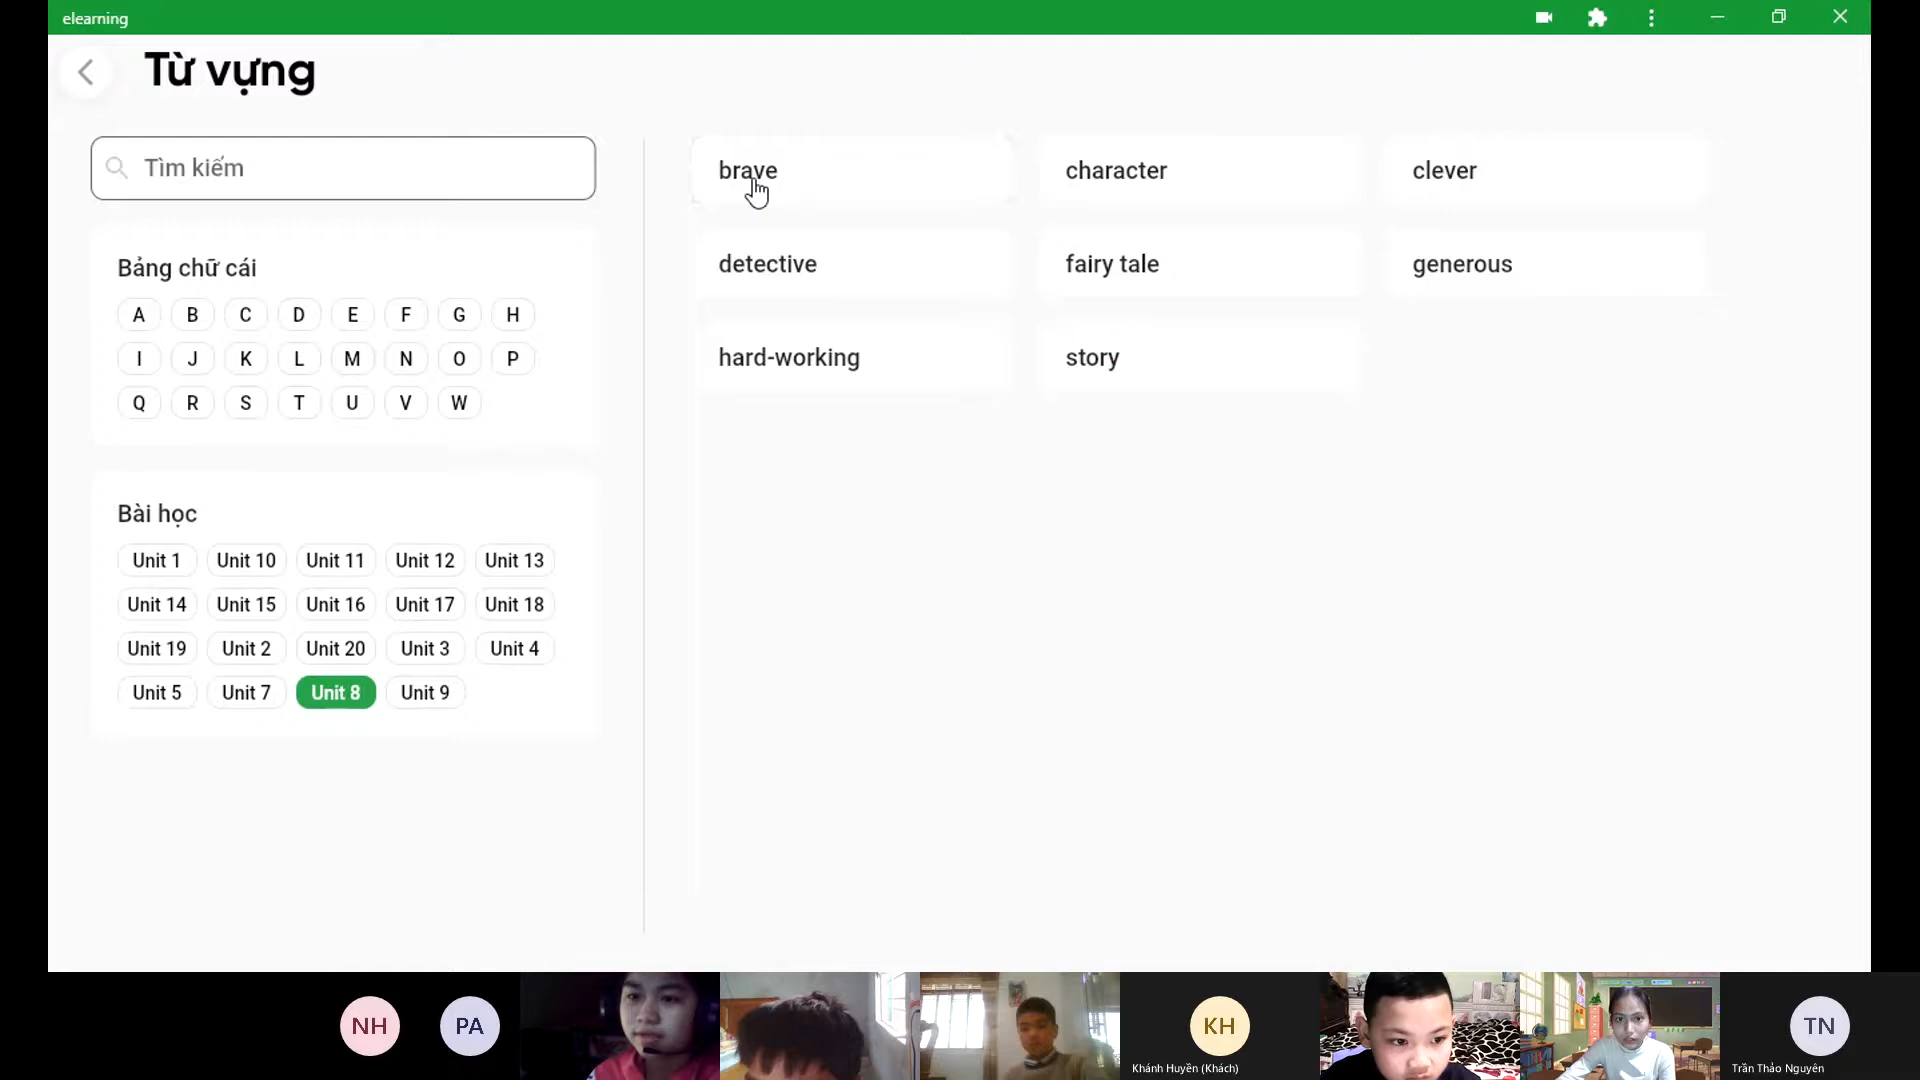 elearning
Từ vựng
Tìm kiếm
Bảng chữ cái
A B C D E F G H
I J K L M N O P
Q R S T U V W
Bài học
Unit 1 Unit 10 Unit 11 Unit 12 Unit 13
Unit 14 Unit 15 Unit 16 Unit 17 Unit 18
Unit 19 Unit 2 Unit 20 Unit 3 Unit 4
Unit 5 Unit 7 Unit 8 Unit 9
brave character clever
detective fairy tale generous
hard-working story
NH PA KH TN
Khánh Huyền (Khách) Trần Thảo Nguyên